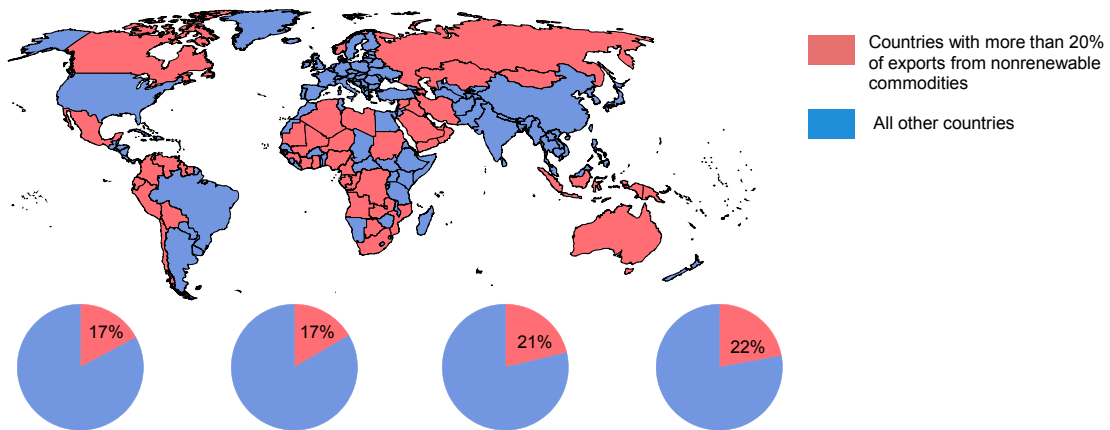 Countries with more than 20%
of exports from nonrenewable
commodities
All other countries
17%
17%
21%
22%